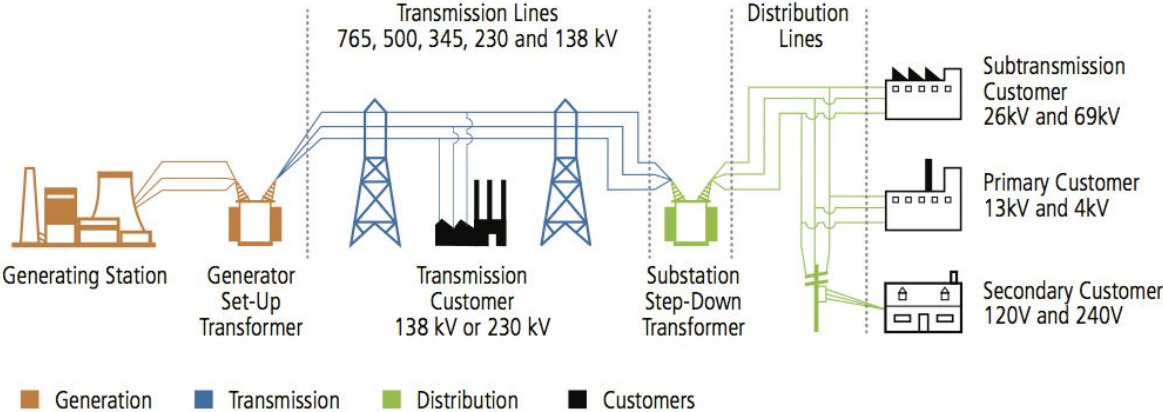 Transmission Lines
765, 500, 345, 230 and 138 kV
Distribution
Lines
Subtransmission
Customer
26kV and 69kV
Primary Customer
13kV and 4kV
Secondary Customer
120V and 240V
Generating Station
Generator
Set-Up
Transformer
Transmission
Customer
138 kV or 230 kV
Substation
Step-Down
Transformer
Generation
Transmission
Distribution
Customers